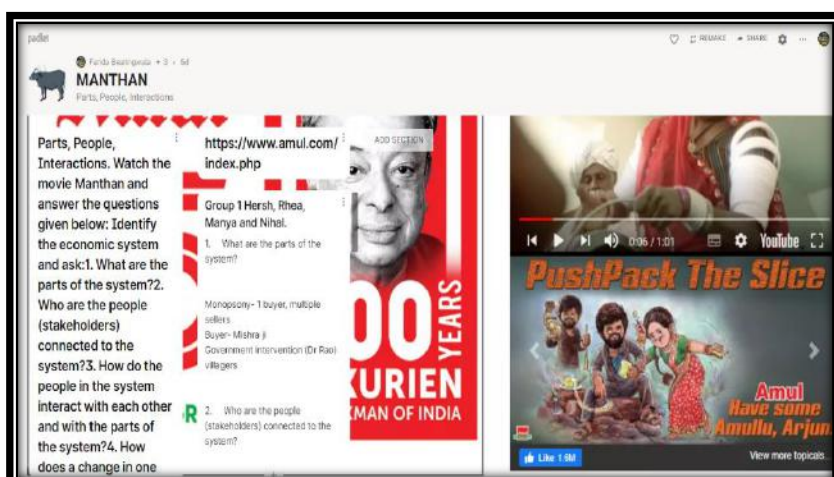 padlet
REMAKE
SHARE
Farida Bearingwala + 3 • 6d
MANTHAN
Parts, People, Interactions
Parts, People,
Interactions. Watch the
movie Manthan and
answer the questions
given below: Identify
the economic system
and ask:1. What are the
parts of the system?2.
Who are the people
(stakeholders)
connected to the
system?3. How do the
people in the system
interact with each other
and with the parts of
the system?4. How
does a change in one
https://www.amul.com/
index.php
ADD SECTION
Group 1 Hersh, Rhea,
Manya and Nihal.
1. What are the parts of the
system?
Monopsony- 1 buyer, multiple
sellers
Buyer- Mishra ji
Government intervention (Dr Rao)
villagers
2. Who are the people
(stakeholders) connected to the
system?
R
00
YEARS
KURIEN
KMAN OF INDIA
0:06 / 1:01
YouTube
PushPack The Slice
Amul
Have some
Amullu, Arjun
Like 1.6M
View more topicals...